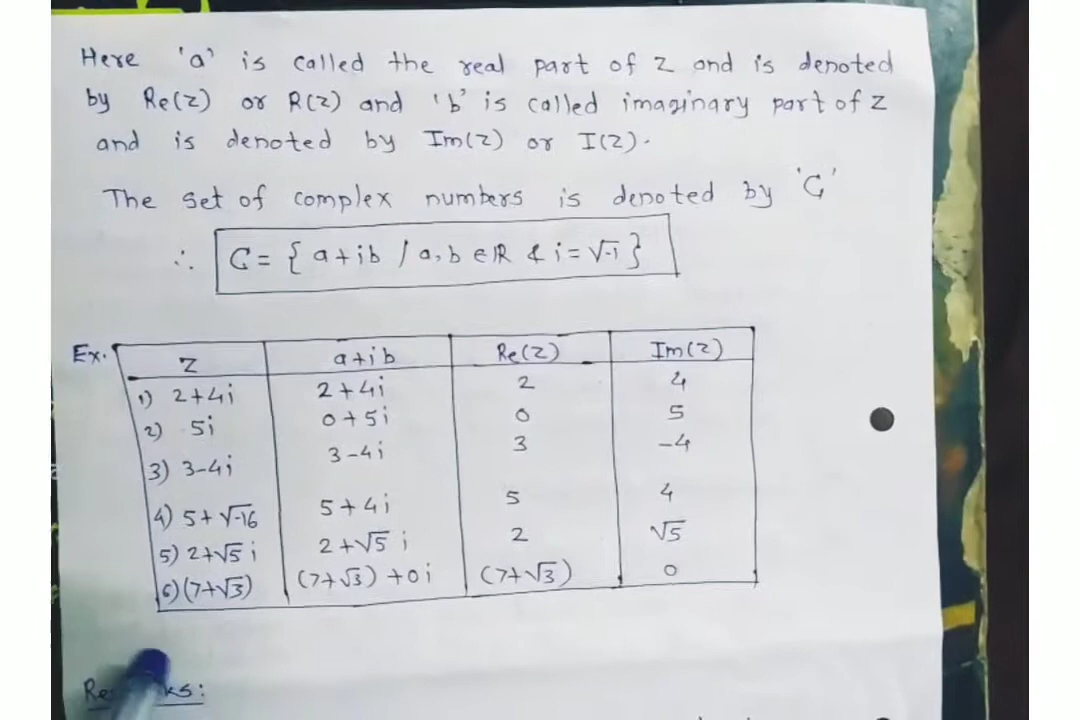 Here 'a' is called the real part of z and is denoted
by Re(z) or R(z) and 'b' is called imaginary part of z
and is denoted by Im(z) or I(z).
The set of complex numbers is denoted by 'C'
∴ C = { a+ib / a, b ∈ ℝ & i = √-1 }
Ex. z a+ib Re(z) Im(z)
1) 2+4i 2+4i 2 4
2) 5i 0+5i 0 5
3) 3-4i 3-4i 3 -4
4) 5+√-16 5+4i 5 4
5) 2+√5 i 2+√5 i 2 √5
6) (7+√3) (7+√3)+0i (7+√3) 0